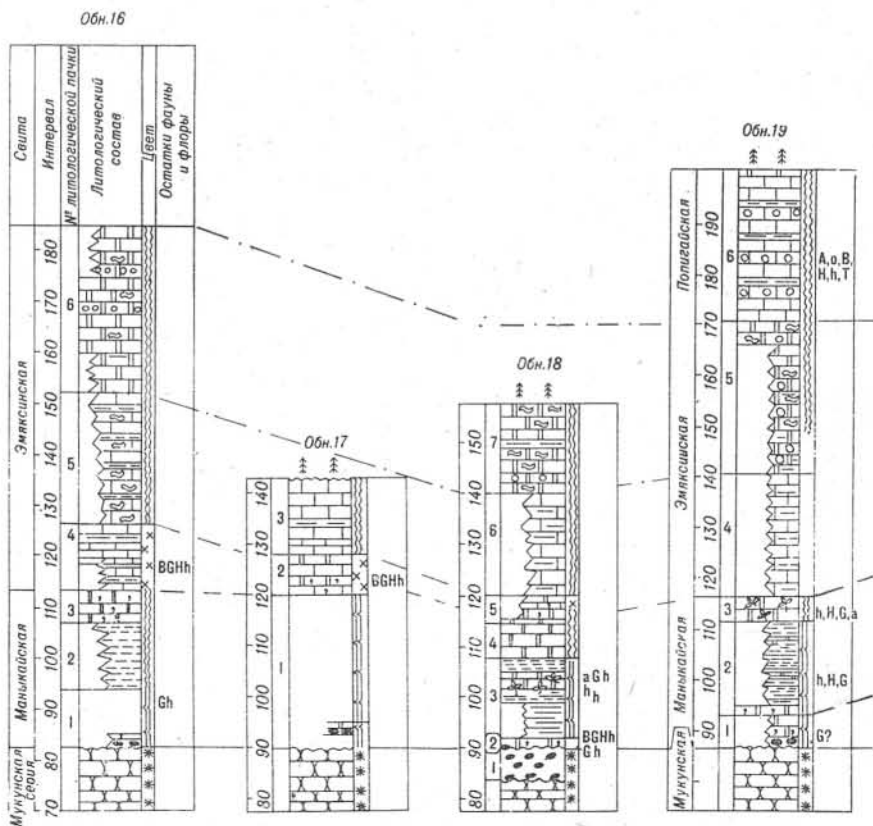 Обн.16
Свита
Интервал
№ литологической пачки
Литологический состав
Цвет
Остатки фауны и флоры
Эмяксинская
Маныкайская
Мукунская серия
180
170
160
150
140
130
120
110
100
90
80
70
6
5
4
3
2
1
BGHh
Gh
Обн.17
140
130
120
110
100
90
80
3
2
1
BGHh
Обн.18
150
140
130
120
110
100
90
80
7
6
5
4
3
2
1
aGh
hh
BGHh
Gh
Обн.19
Попигайская
Эмяксинская
Маныкайская
Мукунская
190
180
170
160
150
140
130
120
110
100
90
6
5
4
3
2
1
A,o,B,
H,h,T
h,H,G,a
h,H,G
G?